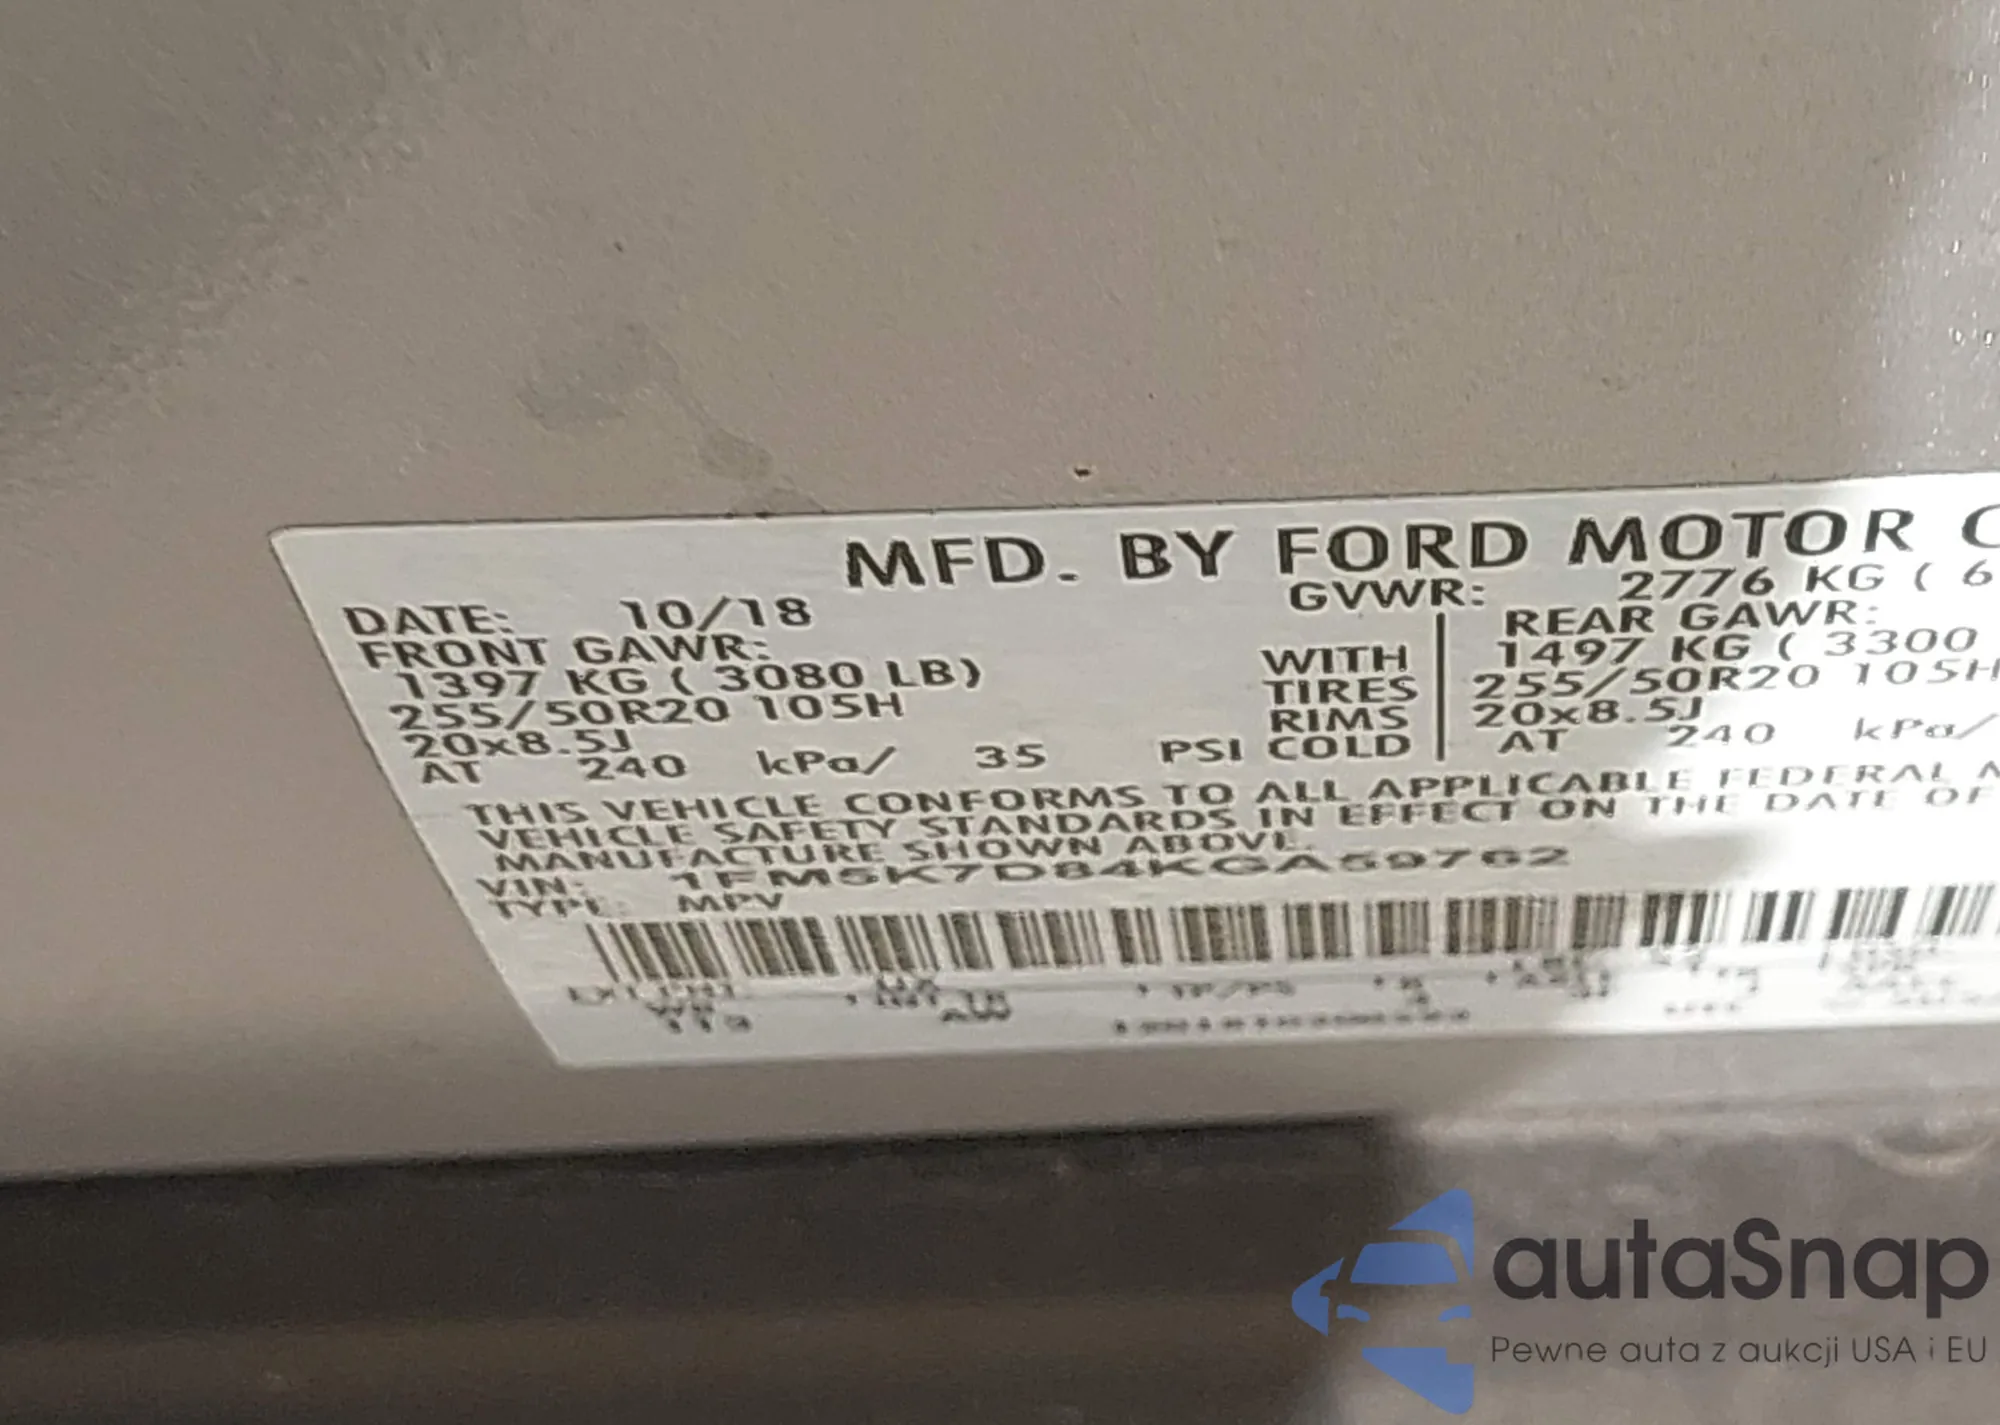 MFD. BY FORD MOTOR C
DATE: 10/18 GVWR: 2776 KG ( 6
FRONT GAWR: REAR GAWR:
1397 KG ( 3080 LB) WITH 1497 KG ( 3300
255/50R20 105H TIRES 255/50R20 105H
20x8.5J RIMS 20x8.5J
AT 240 kPa/ 35 PSI COLD AT 240 kPa/
THIS VEHICLE CONFORMS TO ALL APPLICABLE FEDERAL
VEHICLE SAFETY STANDARDS IN EFFECT ON THE DATE OF
MANUFACTURE SHOWN ABOVE.
VIN: 1FM5K7D84KGA59762
TYPE: MPV
autaSnap
Pewne auta z aukcji USA i EU